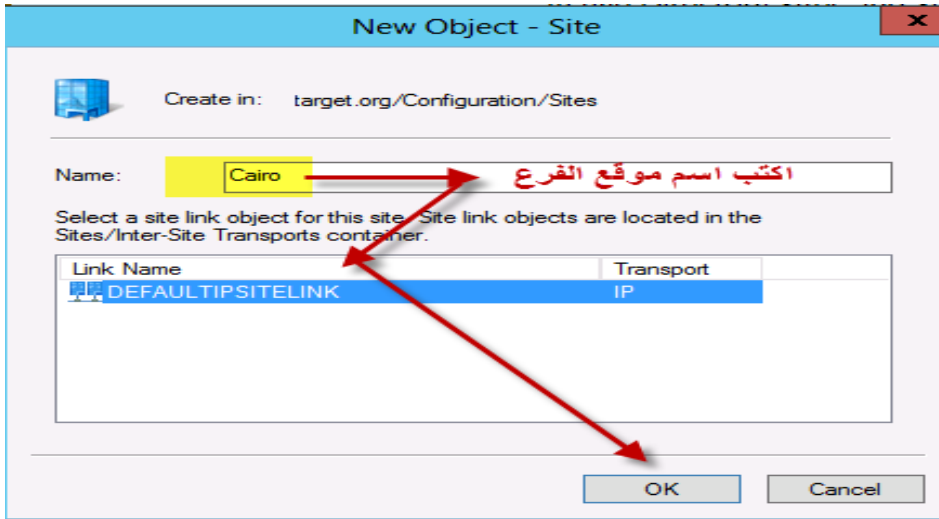 New Object - Site
Create in: target.org/Configuration/Sites
Name: Cairo اكتب اسم موقع الفرع
Select a site link object for this site. Site link objects are located in the
Sites/Inter-Site Transports container.
Link Name Transport
DEFAULTIPSITELINK IP
OK Cancel